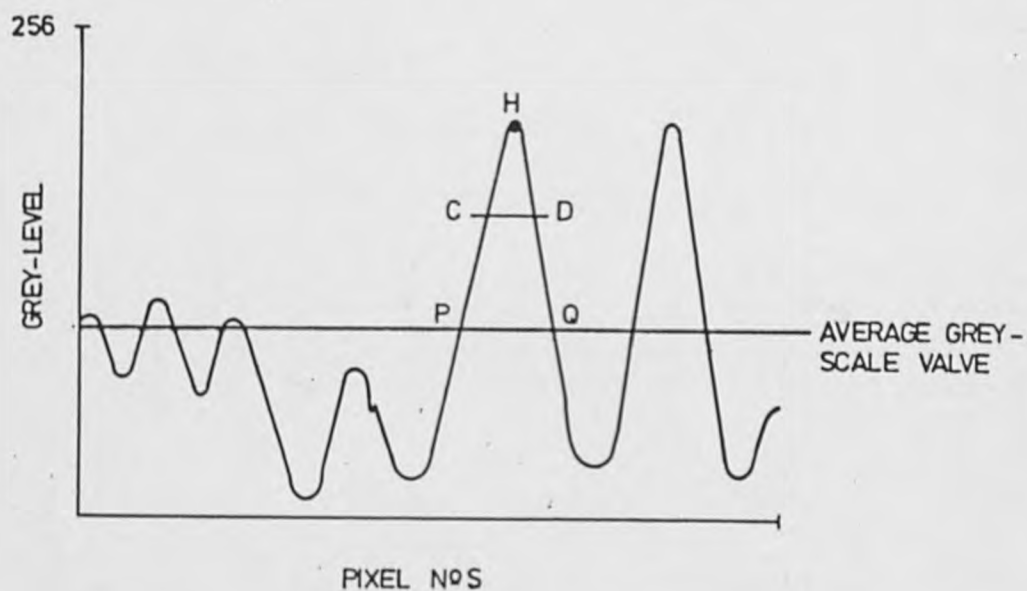 256
H
C
D
GREY-LEVEL
P
Q
AVERAGE GREY-
SCALE VALVE
PIXEL NOS